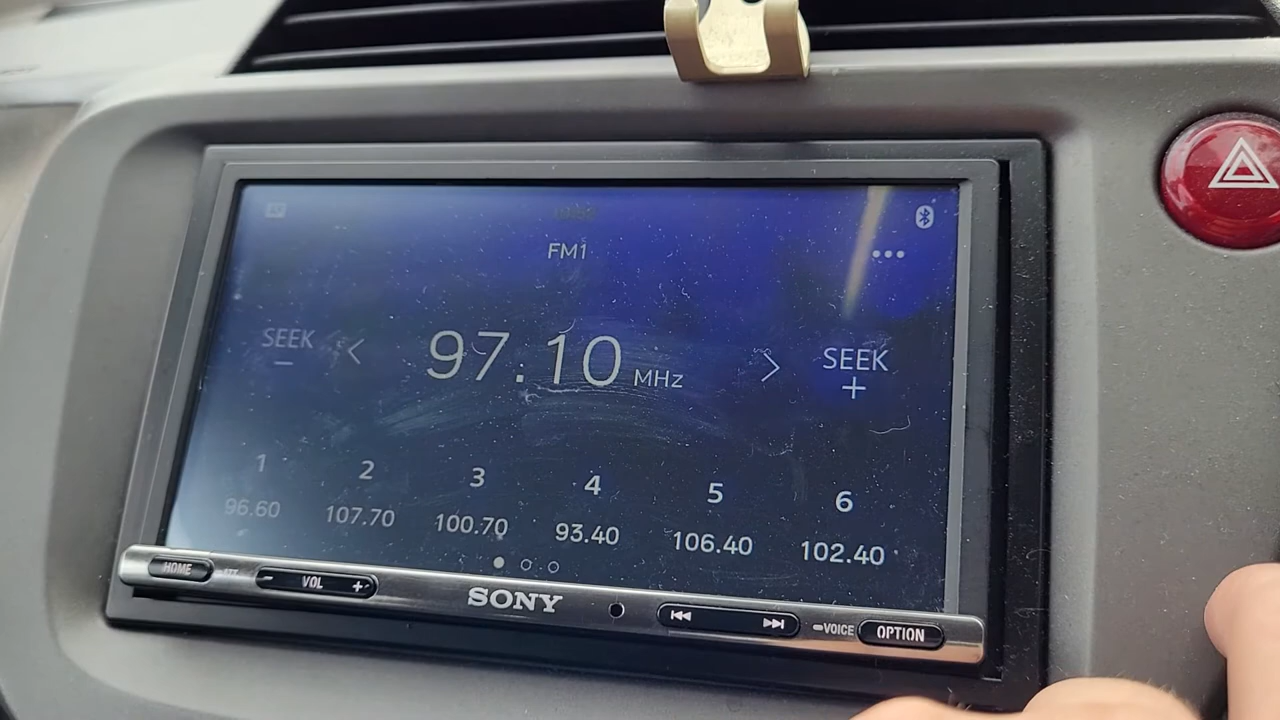 FM1
SEEK
−
<
97.10 MHz
>
SEEK
+
1 2 3 4 5 6
96.60 107.70 100.70 93.40 106.40 102.40
HOME
− VOL +
SONY
VOICE
OPTION